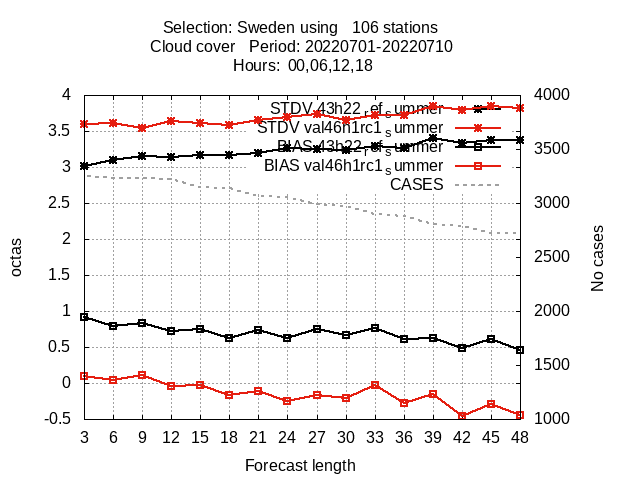 Selection: Sweden using 106 stations
Cloud cover Period: 20220701-20220710
Hours: 00,06,12,18
4
3.5
3
2.5
2
1.5
1
0.5
0
-0.5
octas
STDV 43h22_ref_summer
STDV val46h1rc1_summer
BIAS 43h22_ref_summer
BIAS val46h1rc1_summer
CASES
4000
3500
3000
2500
2000
1500
1000
No cases
3 6 9 12 15 18 21 24 27 30 33 36 39 42 45 48
Forecast length